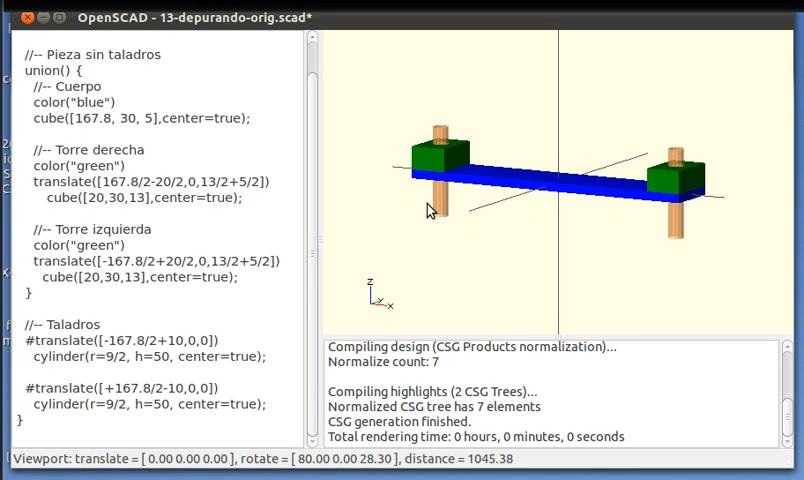 OpenSCAD - 13-depurando-orig.scad*
//-- Pieza sin taladros
union() {
//-- Cuerpo
color("blue")
cube([167.8, 30, 5],center=true);
//-- Torre derecha
color("green")
translate([167.8/2-20/2,0,13/2+5/2])
cube([20,30,13],center=true);
//-- Torre izquierda
color("green")
translate([-167.8/2+20/2,0,13/2+5/2])
cube([20,30,13],center=true);
}
//-- Taladros
#translate([-167.8/2+10,0,0])
cylinder(r=9/2, h=50, center=true);
#translate([+167.8/2-10,0,0])
cylinder(r=9/2, h=50, center=true);
}
Z
Y
X
Compiling design (CSG Products normalization)...
Normalize count: 7
Compiling highlights (2 CSG Trees)...
Normalized CSG tree has 7 elements
CSG generation finished.
Total rendering time: 0 hours, 0 minutes, 0 seconds
Viewport: translate = [ 0.00 0.00 0.00 ], rotate = [ 80.00 0.00 28.30 ], distance = 1045.38